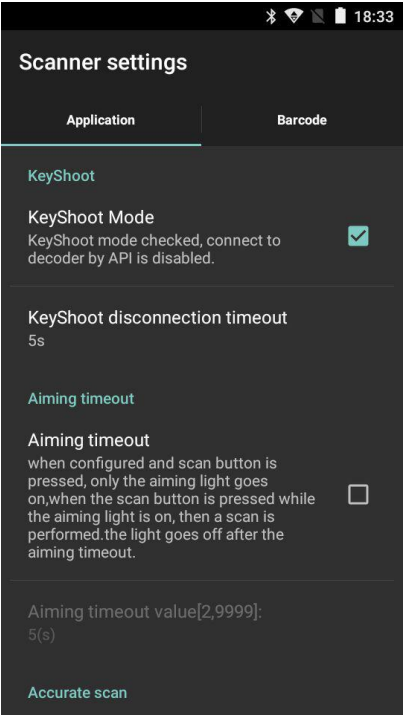 18:33
Scanner settings
Application Barcode
KeyShoot
KeyShoot Mode
KeyShoot mode checked, connect to
decoder by API is disabled.
KeyShoot disconnection timeout
5s
Aiming timeout
Aiming timeout
when configured and scan button is
pressed, only the aiming light goes
on,when the scan button is pressed while
the aiming light is on, then a scan is
performed.the light goes off after the
aiming timeout.
Aiming timeout value[2,9999]:
5(s)
Accurate scan